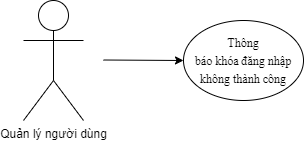 Thông
báo khóa đăng nhập
không thành công
Quản lý người dùng